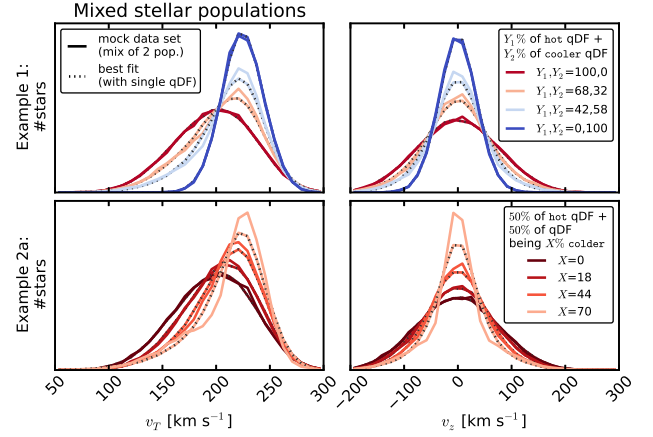 Mixed stellar populations
Example 1:
#stars
mock data set
(mix of 2 pop.)
best fit
(with single qDF)
Y₁% of hot qDF +
Y₂% of cooler qDF
Y₁,Y₂=100,0
Y₁,Y₂=68,32
Y₁,Y₂=42,58
Y₁,Y₂=0,100
Example 2a:
#stars
50% of hot qDF +
50% of qDF
being X% colder
X=0
X=18
X=44
X=70
50 100 150 200 250 300
v_T [km s⁻¹]
−200 −100 0 100 200 300
v_z [km s⁻¹]